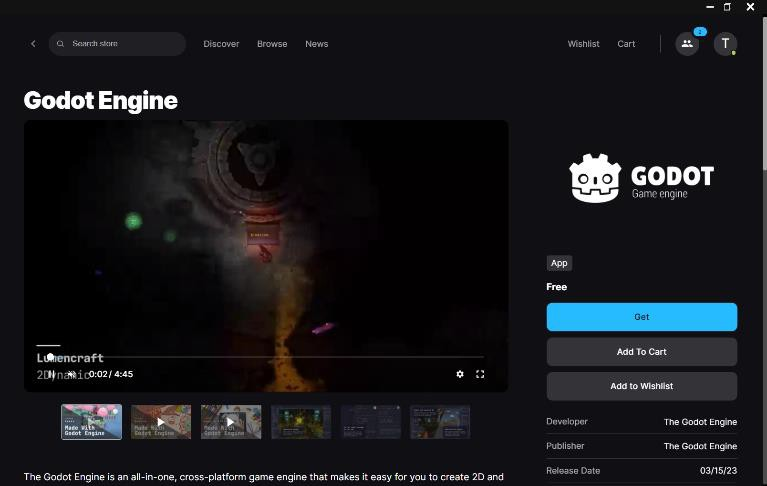 Search store
Discover
Browse
News
Wishlist
Cart
T
Godot Engine
GODOT
Game engine
App
Free
Get
Add To Cart
Add to Wishlist
Lumencraft
2Dynamic
0:02 / 4:45
Made With
Godot Engine
Made With
Godot Engine
Made With
Godot Engine
Developer
The Godot Engine
Publisher
The Godot Engine
Release Date
03/15/23
The Godot Engine is an all-in-one, cross-platform game engine that makes it easy for you to create 2D and